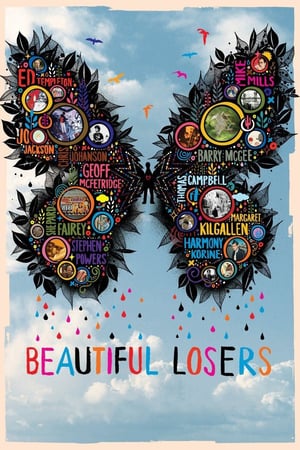 ED
TEMPLETON
JO
JACKSON
CHRIS
JOHANSON
GEOFF
MCFETRIDGE
SHEPARD
FAIREY
STEPHEN
POWERS
MIKE
MILLS
BARRY MCGEE
THOMAS
CAMPBELL
MARGARET
KILGALLEN
HARMONY
KORINE
BEAUTIFUL LOSERS